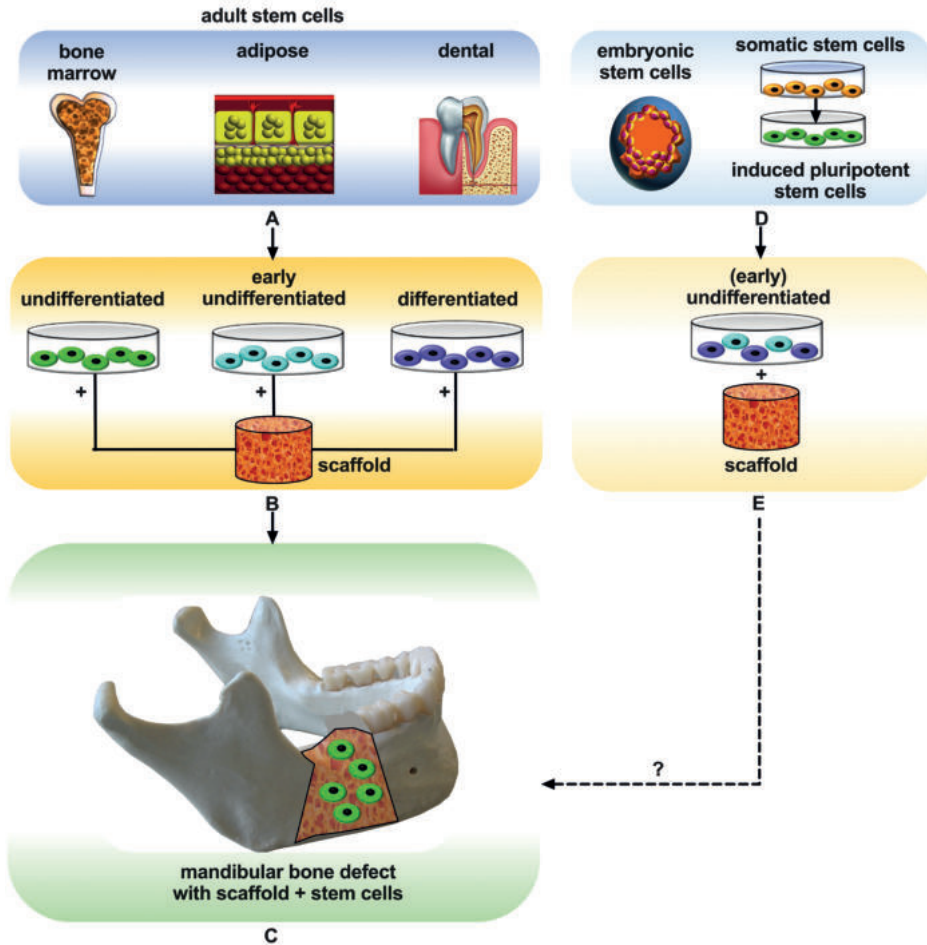 adult stem cells
bone
marrow
adipose
dental
A
embryonic
stem cells
somatic stem cells
induced pluripotent
stem cells
D
undifferentiated
early
undifferentiated
differentiated
+
+
+
scaffold
B
(early)
undifferentiated
+
scaffold
E
?
mandibular bone defect
with scaffold + stem cells
C